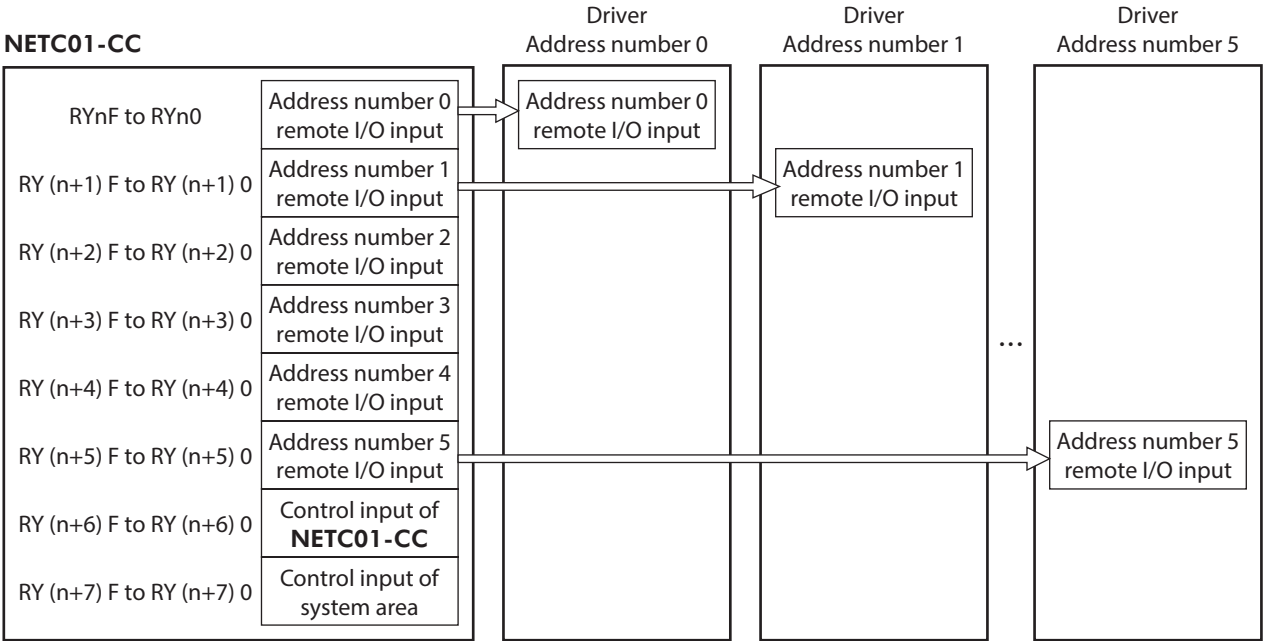 NETC01-CC
Driver
Address number 0
Driver
Address number 1
Driver
Address number 5
RYnF to RYn0
Address number 0
remote I/O input
Address number 0
remote I/O input
RY (n+1) F to RY (n+1) 0
Address number 1
remote I/O input
Address number 1
remote I/O input
RY (n+2) F to RY (n+2) 0
Address number 2
remote I/O input
RY (n+3) F to RY (n+3) 0
Address number 3
remote I/O input
...
RY (n+4) F to RY (n+4) 0
Address number 4
remote I/O input
RY (n+5) F to RY (n+5) 0
Address number 5
remote I/O input
Address number 5
remote I/O input
RY (n+6) F to RY (n+6) 0
Control input of
NETC01-CC
RY (n+7) F to RY (n+7) 0
Control input of
system area